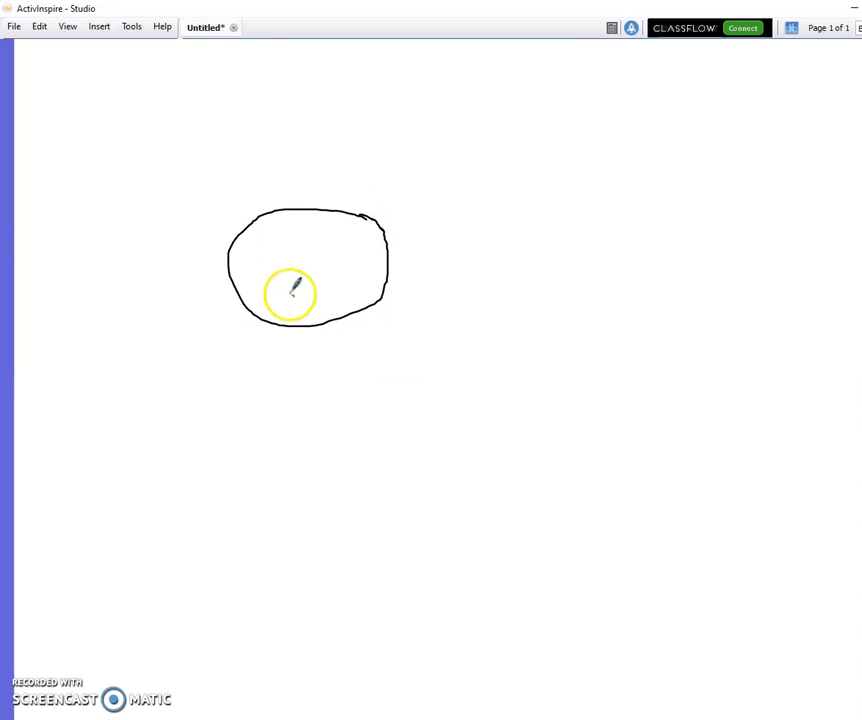 ActivInspire - Studio
File Edit View Insert Tools Help Untitled* CLASSFLOW Connect Page 1 of 1
RECORDED WITH
SCREENCAST MATIC